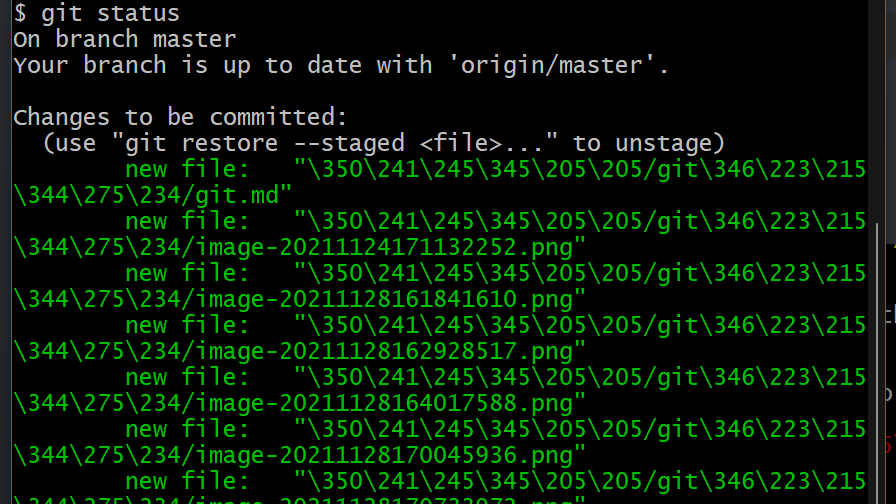 $ git status
On branch master
Your branch is up to date with 'origin/master'.
Changes to be committed:
(use "git restore --staged <file>..." to unstage)
new file:   "\350\241\245\345\205\205/git\346\223\215
\344\275\234/git.md"
new file:   "\350\241\245\345\205\205/git\346\223\215
\344\275\234/image-20211124171132252.png"
new file:   "\350\241\245\345\205\205/git\346\223\215
\344\275\234/image-20211128161841610.png"
new file:   "\350\241\245\345\205\205/git\346\223\215
\344\275\234/image-20211128162928517.png"
new file:   "\350\241\245\345\205\205/git\346\223\215
\344\275\234/image-20211128164017588.png"
new file:   "\350\241\245\345\205\205/git\346\223\215
\344\275\234/image-20211128170045936.png"
new file:   "\350\241\245\345\205\205/git\346\223\215